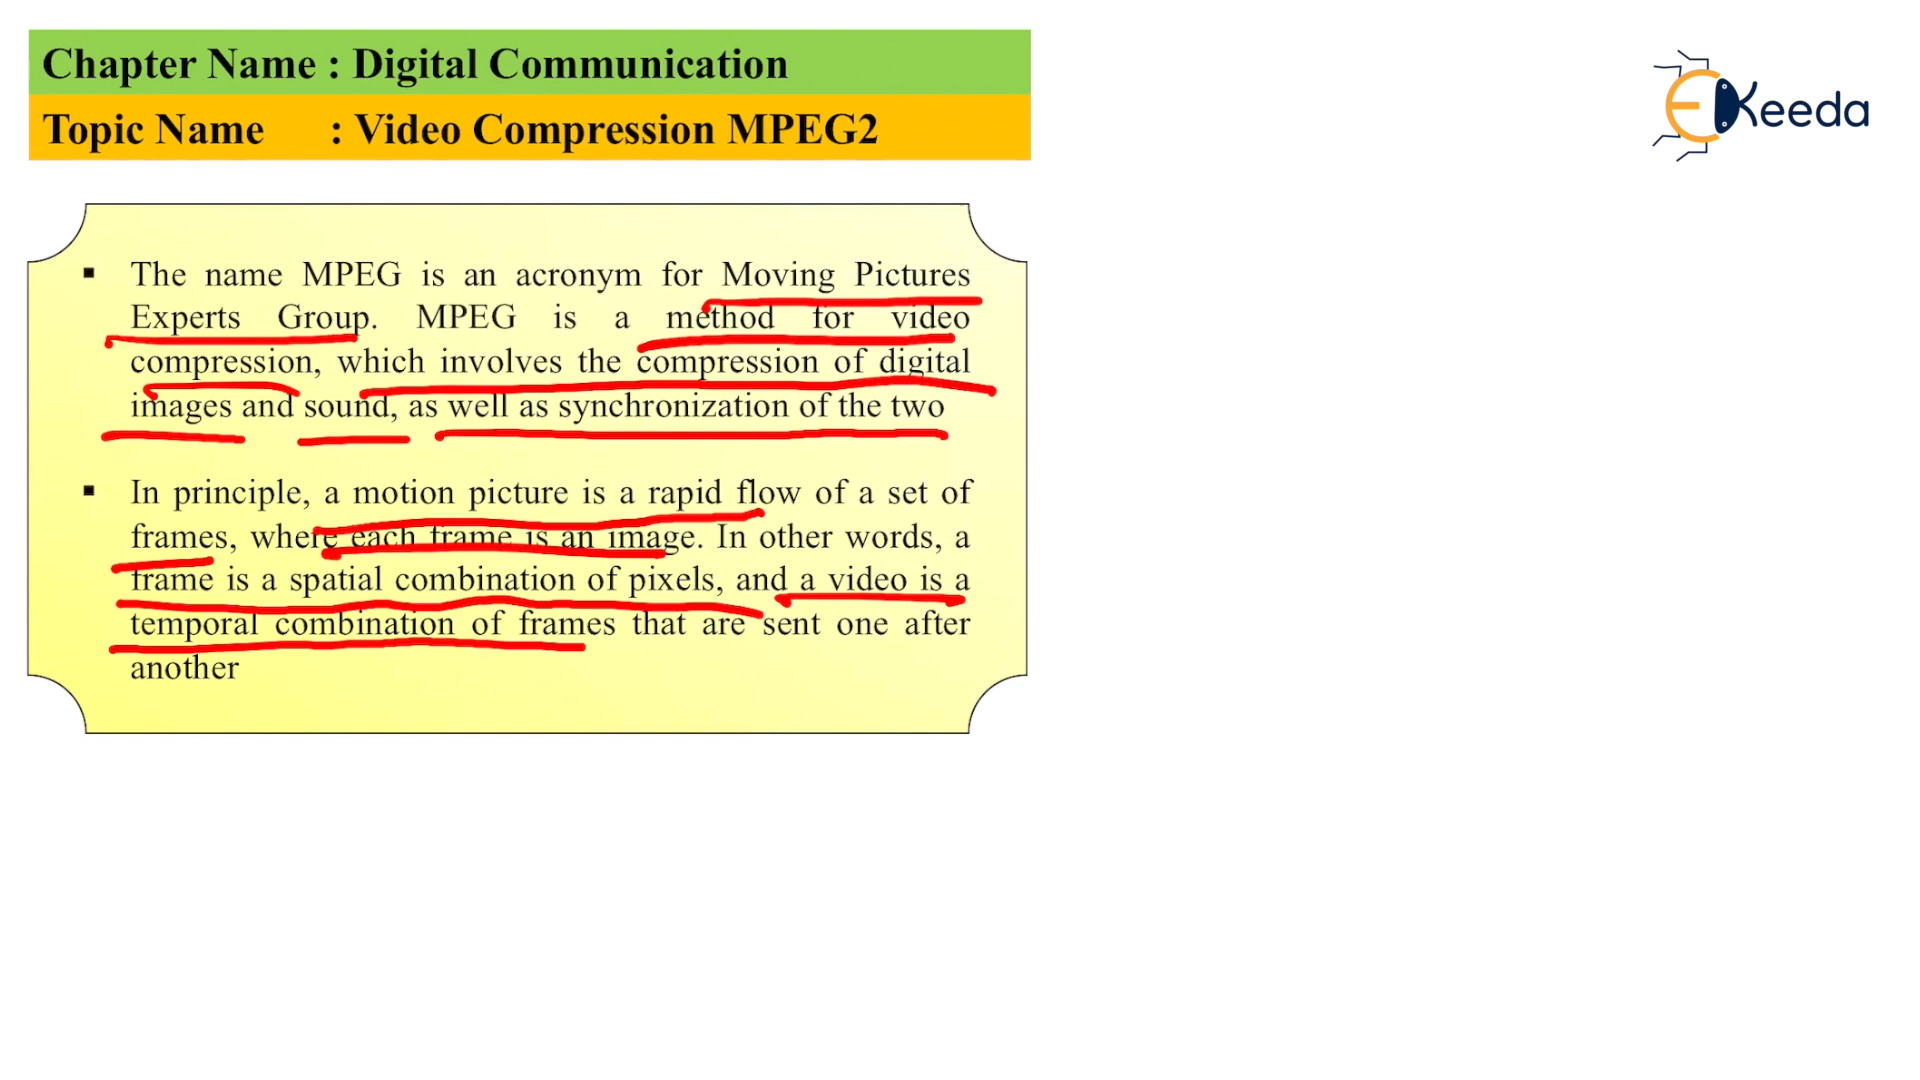 Chapter Name : Digital Communication
Topic Name : Video Compression MPEG2
EKeeda
▪ The name MPEG is an acronym for Moving Pictures
Experts Group. MPEG is a method for video
compression, which involves the compression of digital
images and sound, as well as synchronization of the two
▪ In principle, a motion picture is a rapid flow of a set of
frames, where each frame is an image. In other words, a
frame is a spatial combination of pixels, and a video is a
temporal combination of frames that are sent one after
another